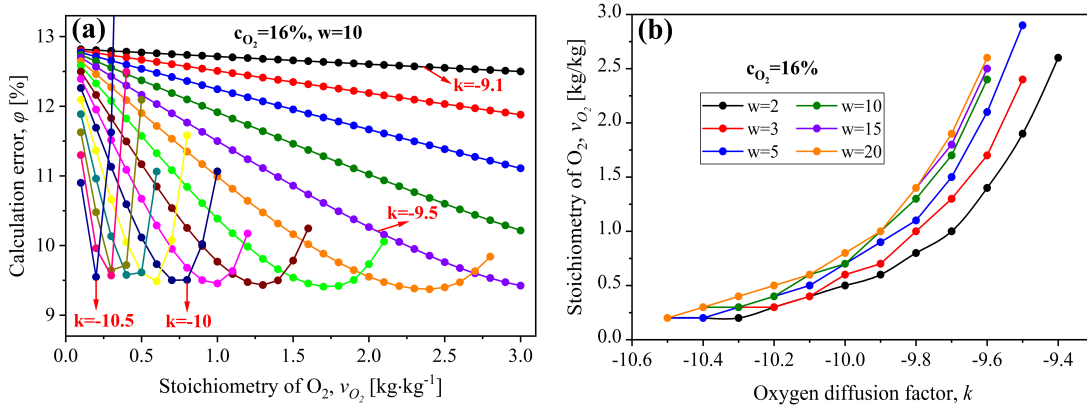 (a)
c_O₂=16%, w=10
k=-9.1
k=-9.5
k=-10.5
k=-10
Calculation error, φ [%]
13
12
11
10
9
0.0 0.5 1.0 1.5 2.0 2.5 3.0
Stoichiometry of O₂, ν_O₂ [kg·kg⁻¹]
(b)
c_O₂=16%
w=2 w=10
w=3 w=15
w=5 w=20
Stoichiometry of O₂, ν_O₂ [kg/kg]
3.0
2.5
2.0
1.5
1.0
0.5
0.0
-10.6 -10.4 -10.2 -10.0 -9.8 -9.6 -9.4
Oxygen diffusion factor, k